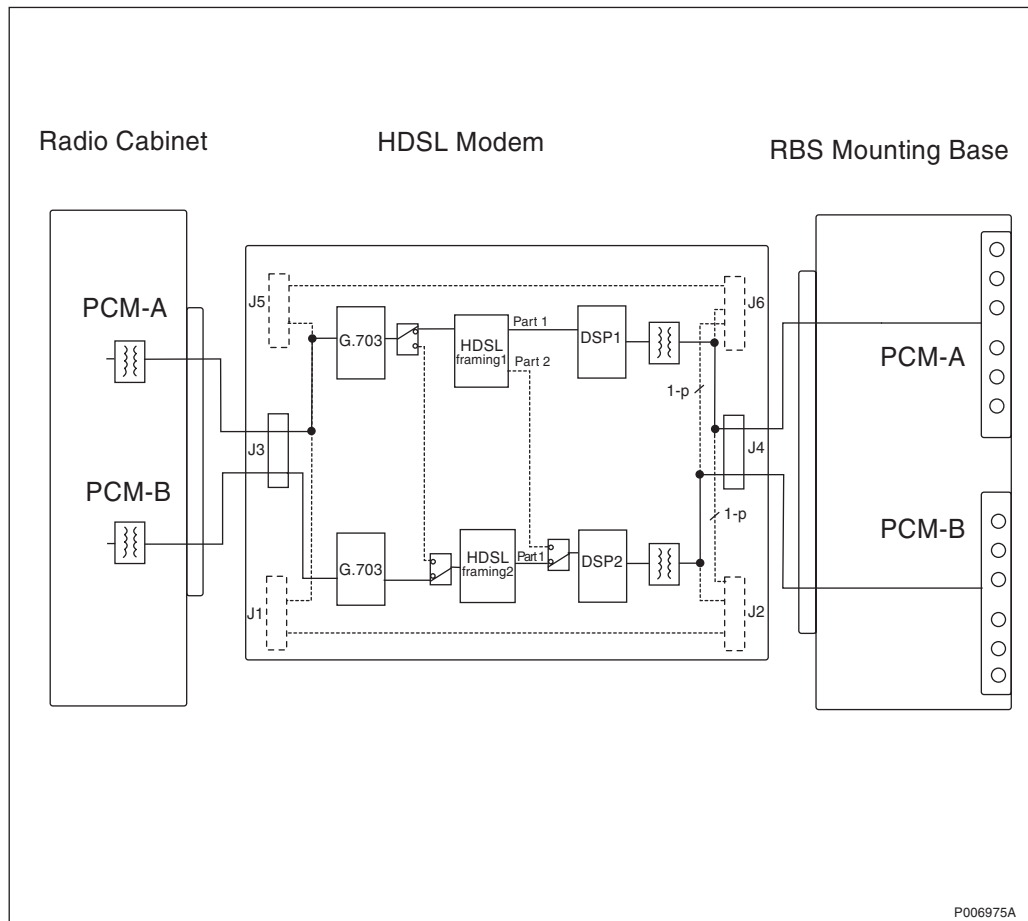 Radio Cabinet
HDSL Modem
RBS Mounting Base
PCM-A
PCM-B
J5
J3
J1
G.703
G.703
HDSL
framing1
Part 1
Part 2
DSP1
HDSL
framing2
Part1
DSP2
1-p
1-p
J6
J4
J2
PCM-A
PCM-B
P006975A